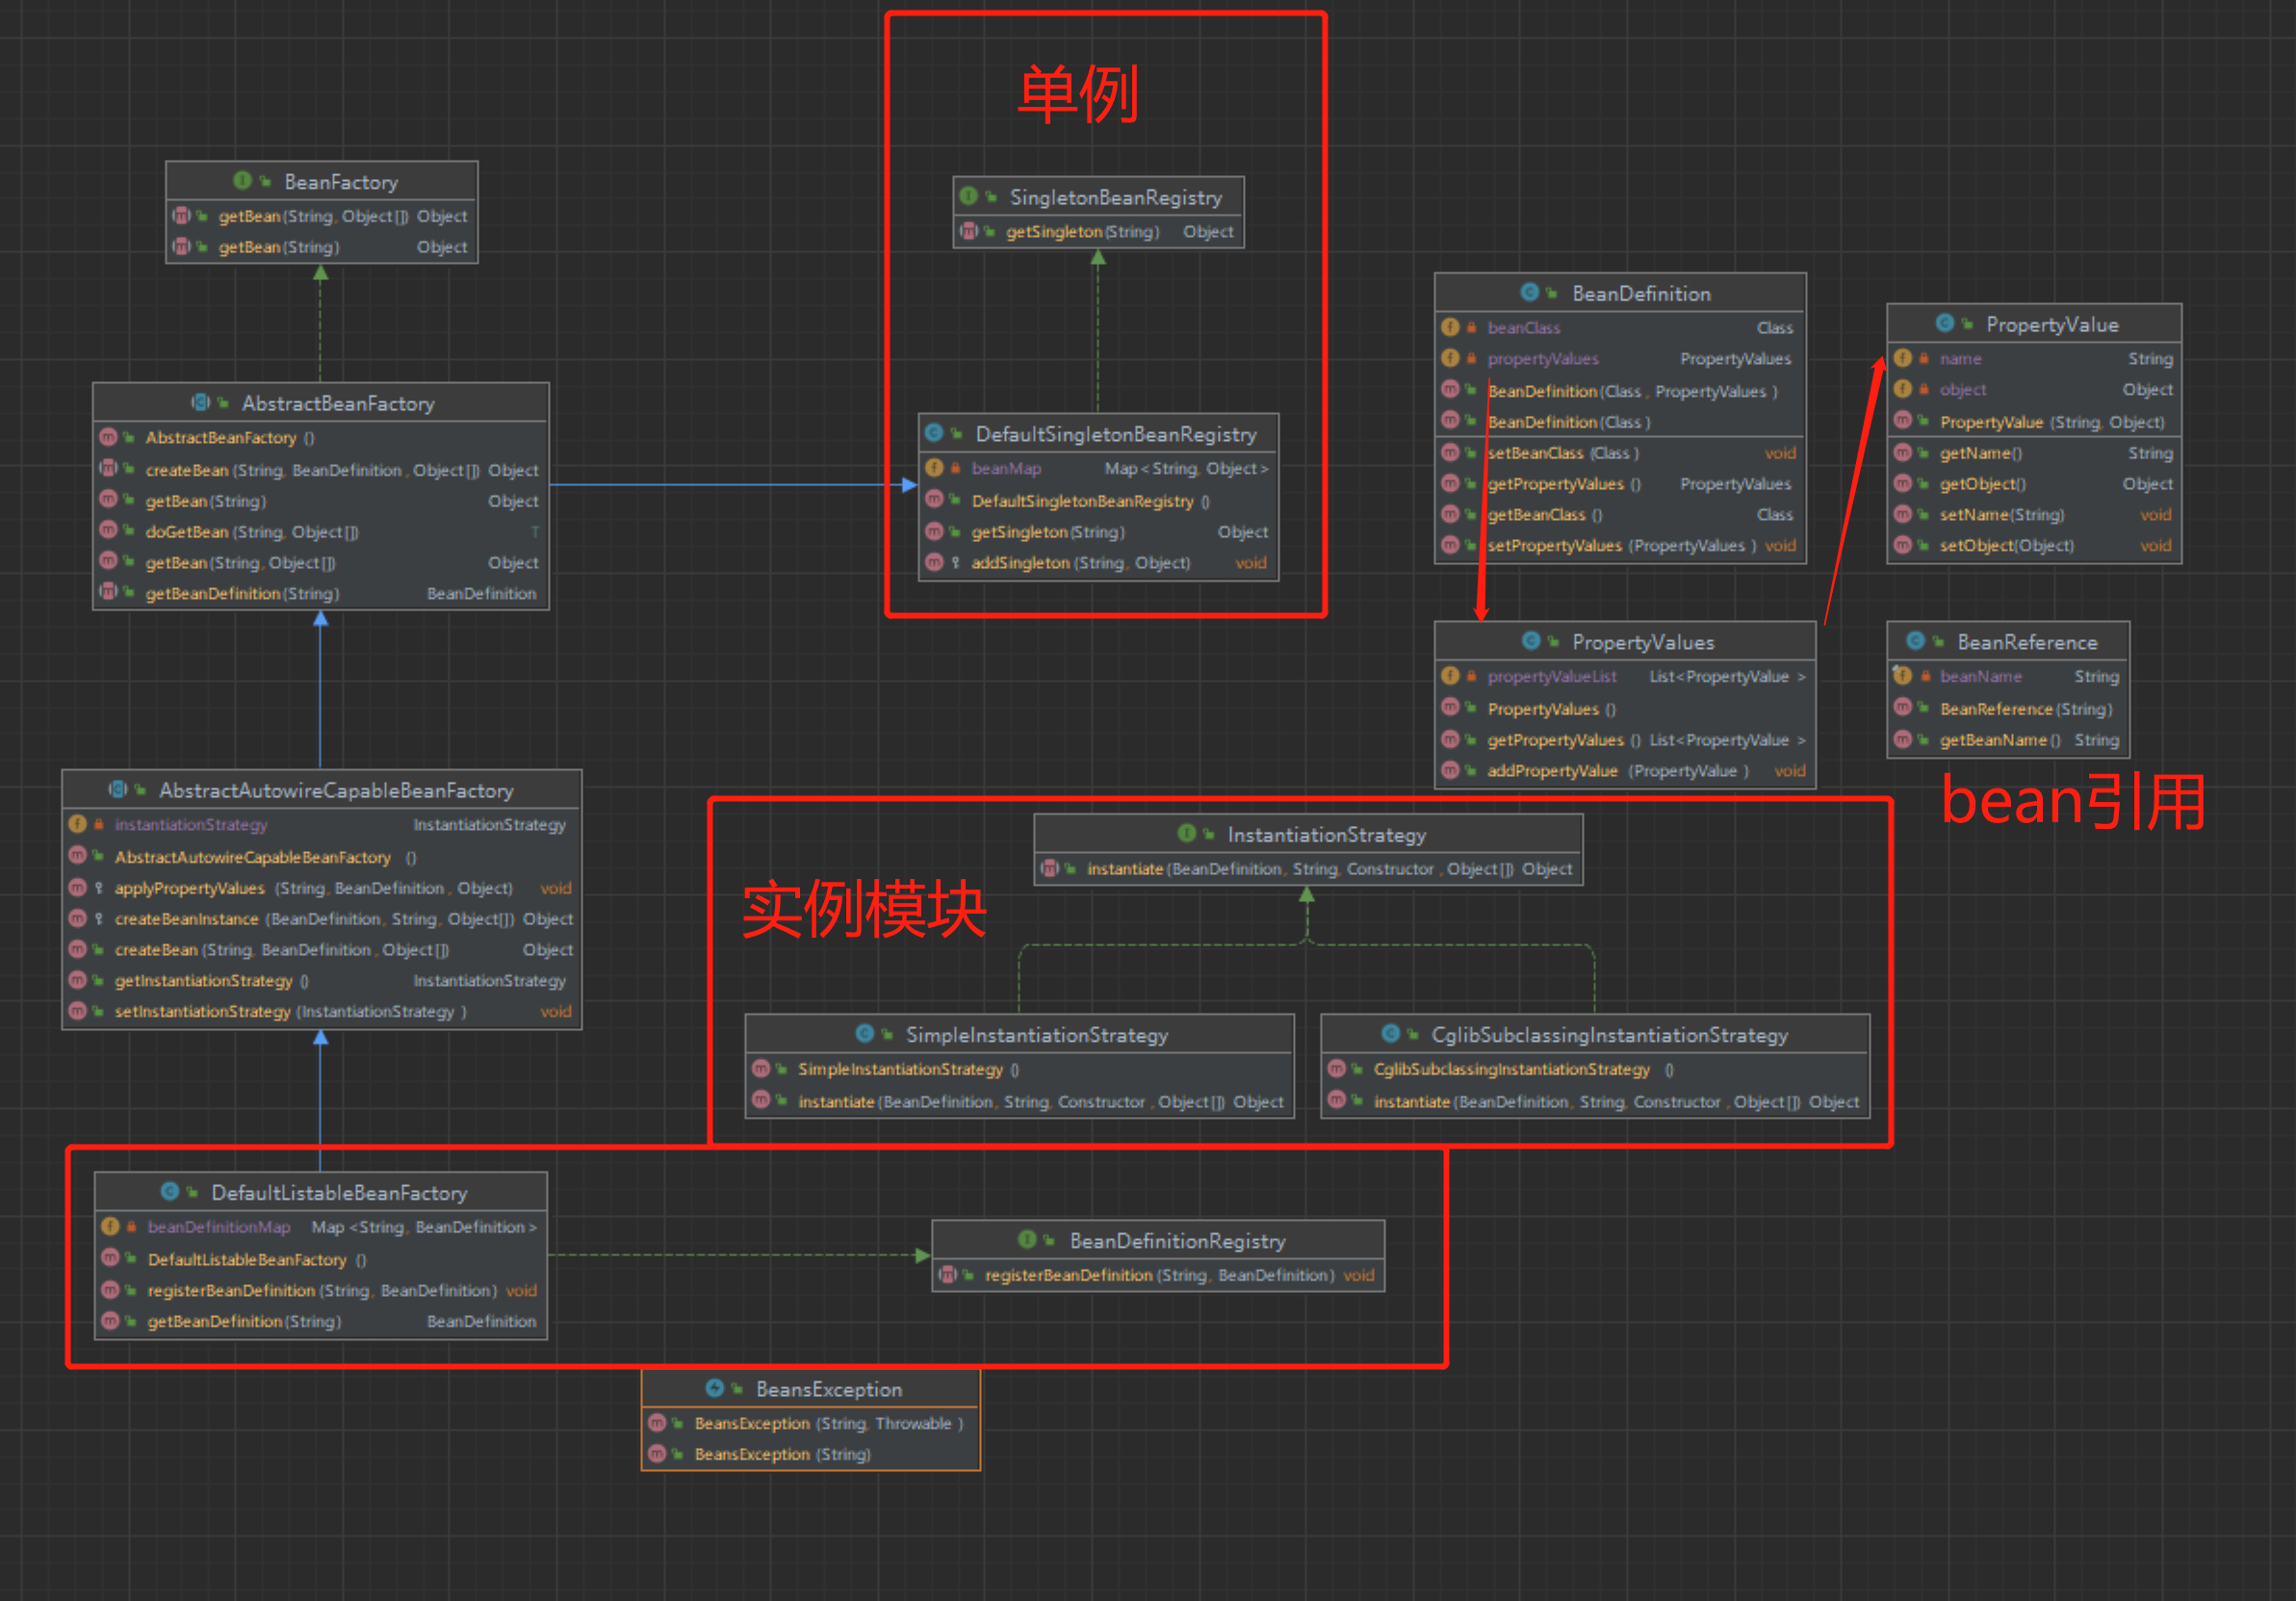 单例
BeanFactory
getBean(String, Object[]) Object
getBean(String) Object
SingletonBeanRegistry
getSingleton(String) Object
AbstractBeanFactory
AbstractBeanFactory ()
createBean (String, BeanDefinition, Object[]) Object
getBean(String) Object
doGetBean (String, Object[]) T
getBean(String, Object[]) Object
getBeanDefinition(String) BeanDefinition
DefaultSingletonBeanRegistry
beanMap Map<String, Object>
DefaultSingletonBeanRegistry ()
getSingleton(String) Object
addSingleton (String, Object) void
BeanDefinition
beanClass Class
propertyValues PropertyValues
BeanDefinition(Class, PropertyValues )
BeanDefinition(Class )
setBeanClass (Class ) void
getPropertyValues () PropertyValues
getBeanClass () Class
setPropertyValues (PropertyValues ) void
PropertyValue
name String
object Object
PropertyValue (String, Object)
getName() String
getObject() Object
setName(String) void
setObject(Object) void
PropertyValues
propertyValueList List<PropertyValue >
PropertyValues ()
getPropertyValues () List<PropertyValue >
addPropertyValue (PropertyValue ) void
BeanReference
beanName String
BeanReference(String)
getBeanName() String
bean引用
AbstractAutowireCapableBeanFactory
instantiationStrategy InstantiationStrategy
AbstractAutowireCapableBeanFactory ()
applyPropertyValues (String, BeanDefinition, Object) void
createBeanInstance (BeanDefinition, String, Object[]) Object
createBean (String, BeanDefinition, Object[]) Object
getInstantiationStrategy () InstantiationStrategy
setInstantiationStrategy (InstantiationStrategy ) void
实例模块
InstantiationStrategy
instantiate(BeanDefinition, String, Constructor, Object[]) Object
SimpleInstantiationStrategy
SimpleInstantiationStrategy ()
instantiate(BeanDefinition, String, Constructor, Object[]) Object
CglibSubclassingInstantiationStrategy
CglibSubclassingInstantiationStrategy ()
instantiate(BeanDefinition, String, Constructor, Object[]) Object
DefaultListableBeanFactory
beanDefinitionMap Map <String, BeanDefinition>
DefaultListableBeanFactory ()
registerBeanDefinition (String, BeanDefinition) void
getBeanDefinition(String) BeanDefinition
BeanDefinitionRegistry
registerBeanDefinition (String, BeanDefinition) void
BeansException
BeansException (String, Throwable )
BeansException (String)